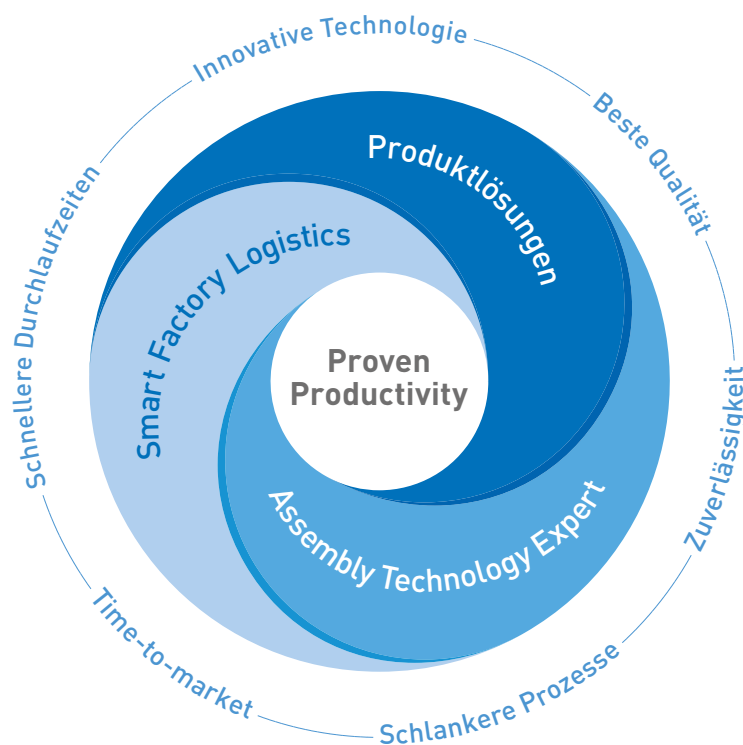 Innovative Technologie
Beste Qualität
Zuverlässigkeit
Schlankere Prozesse
Time-to-market
Schnellere Durchlaufzeiten
Produktlösungen
Assembly Technology Expert
Smart Factory Logistics
Proven
Productivity